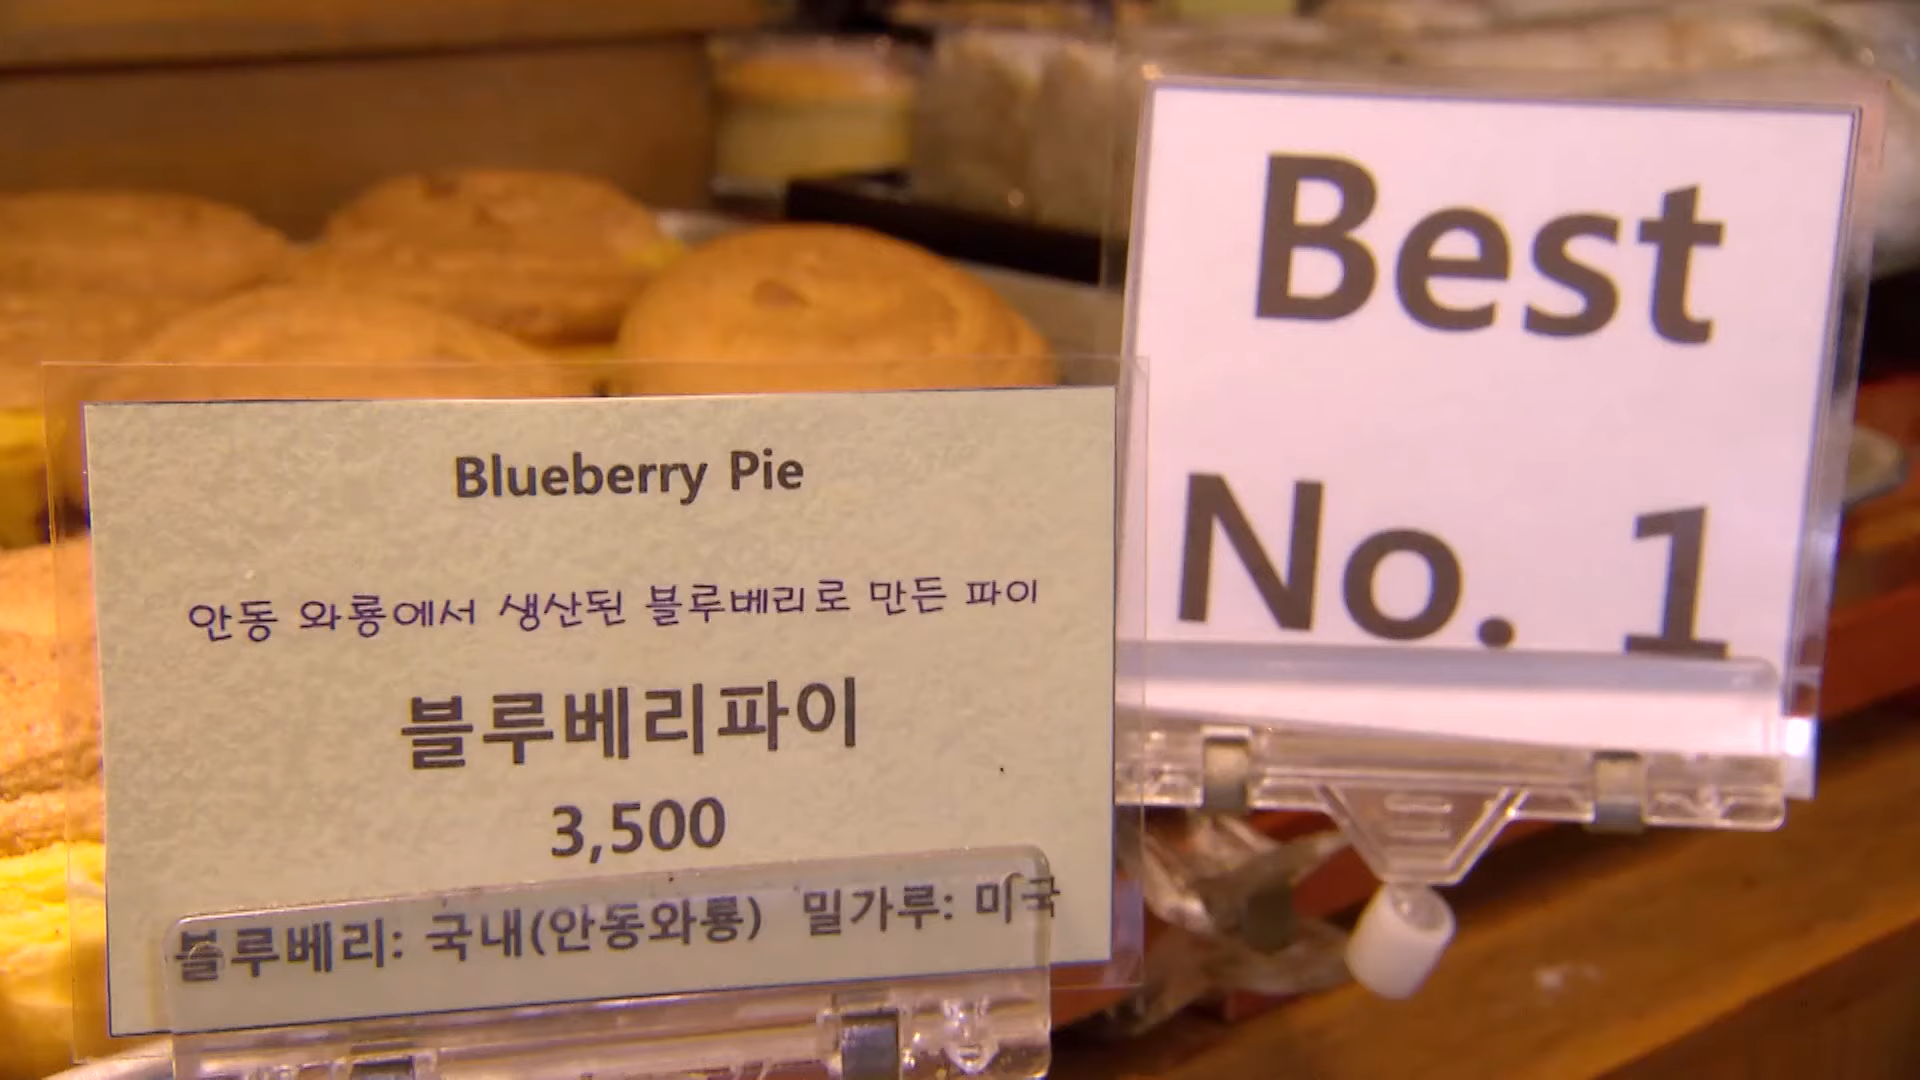 Blueberry Pie
안동 와룡에서 생산된 블루베리로 만든 파이
블루베리파이
3,500
블루베리: 국내(안동와룡) 밀가루: 미국
Best
No. 1